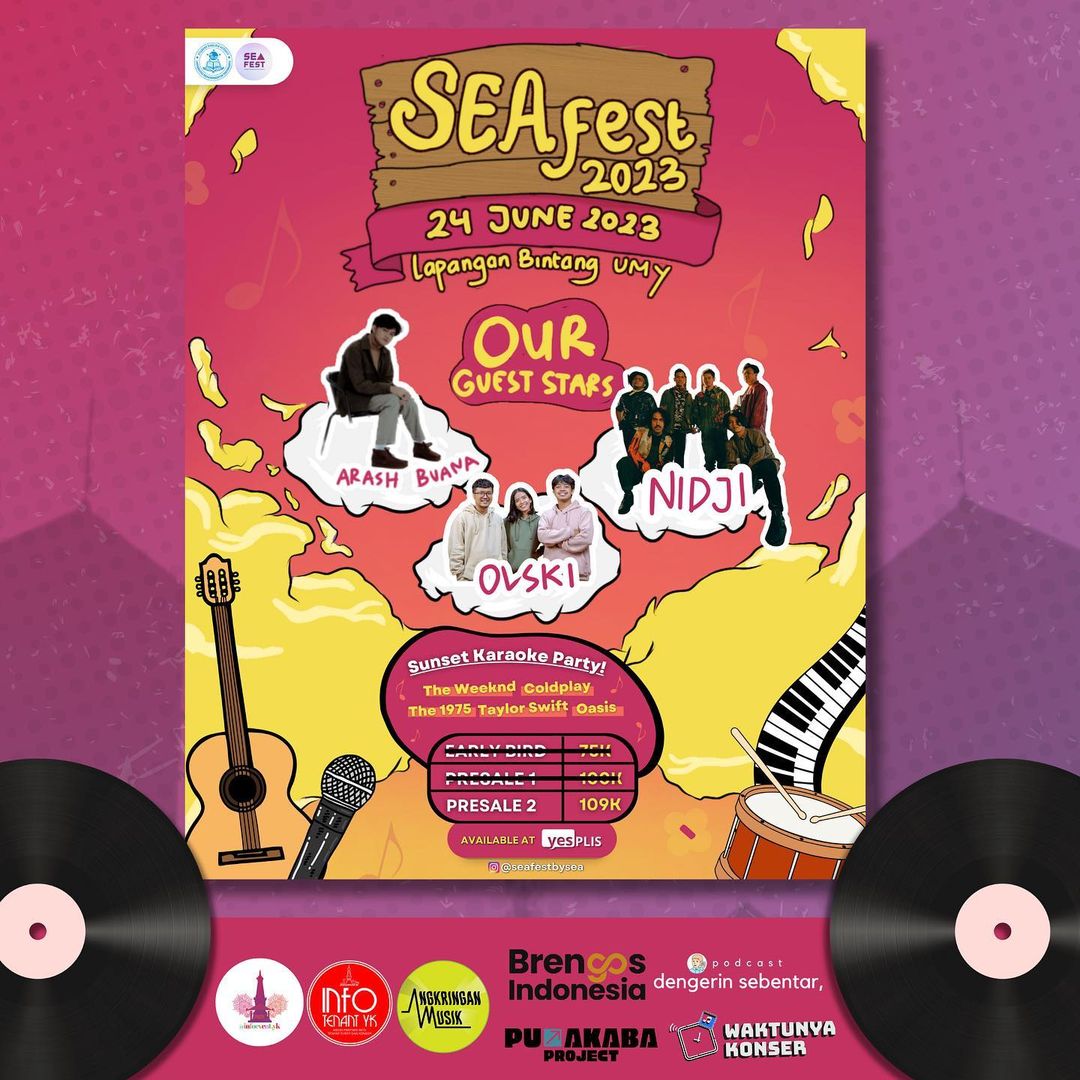 SEA
FEST
SEAfest
2023
24 JUNE 2023
Lapangan Bintang UMY
OUR
GUEST STARS
ARASH BUANA
NIDJI
OLSKI
Sunset Karaoke Party!
The Weeknd Coldplay
The 1975 Taylor Swift Oasis
EARLY BIRD 75K
PRESALE 1 100K
PRESALE 2 109K
AVAILABLE AT yesPLIS
@seafestbysea
@infoeventyk
INFO
TENANT YK
ANGKRINGAN
MUSIK
Brengos
Indonesia
podcast
dengerin sebentar,
PROJECT
WAKTUNYA
KONSER